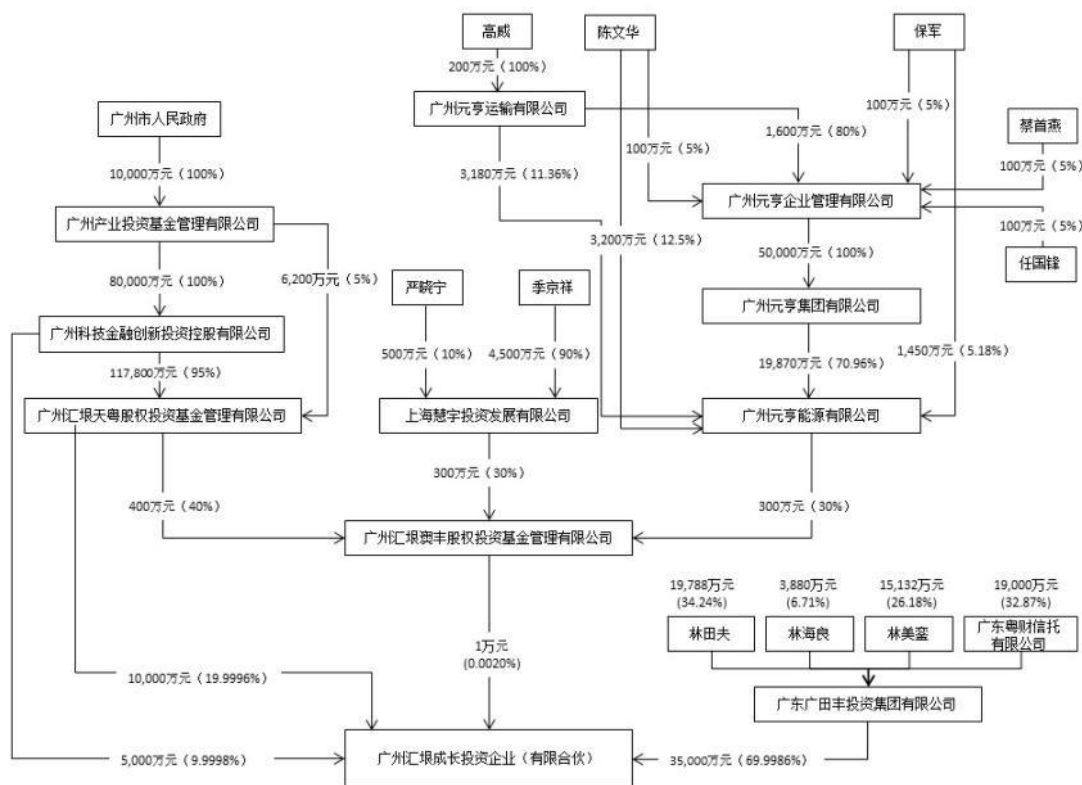 高威
陈文华
保军
200万元（100%）
广州市人民政府
广州元亨运输有限公司
100万元（5%）
蔡首燕
1,600万元（80%）
100万元（5%）
10,000万元（100%）
3,180万元（11.36%）
100万元（5%）
广州产业投资基金管理有限公司
广州元亨企业管理有限公司
100万元（5%）
3,200万元（12.5%）
50,000万元（100%）
任国锋
80,000万元（100%）
6,200万元（5%）
严晓宁
季京祥
广州元亨集团有限公司
广州科技金融创新投资控股有限公司
500万元（10%）
4,500万元（90%）
19,870万元（70.96%）
1,450万元（5.18%）
117,800万元（95%）
广州汇垠天粤股权投资基金管理有限公司
上海慧宇投资发展有限公司
广州元亨能源有限公司
300万元（30%）
400万元（40%）
300万元（30%）
广州汇垠澳丰股权投资基金管理有限公司
19,788万元
(34.24%)
3,880万元
(6.71%)
15,132万元
(26.18%)
19,000万元
(32.87%)
林田夫
林海良
林美銮
广东粤财信托
有限公司
1万元
(0.0020%)
10,000万元（19.9996%）
广东广田丰投资集团有限公司
5,000万元（9.9998%）
广州汇垠成长投资企业（有限合伙）
35,000万元（69.9986%）